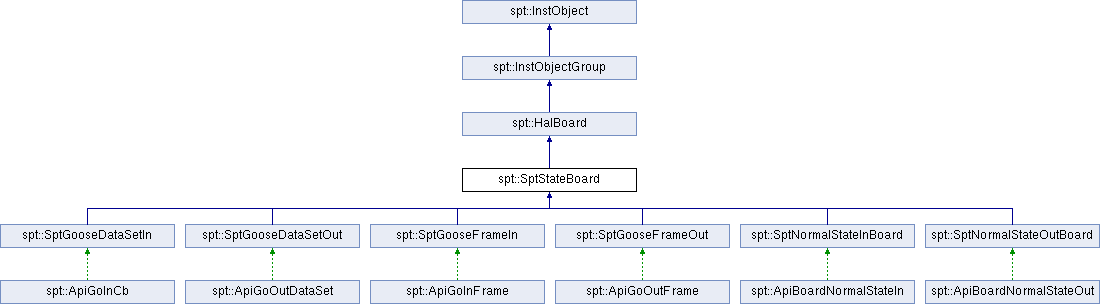 spt::InstObject
spt::InstObjectGroup
spt::HalBoard
spt::SptStateBoard
spt::SptGooseDataSetIn
spt::SptGooseDataSetOut
spt::SptGooseFrameIn
spt::SptGooseFrameOut
spt::SptNormalStateInBoard
spt::SptNormalStateOutBoard
spt::ApiGoInCb
spt::ApiGoOutDataSet
spt::ApiGoInFrame
spt::ApiGoOutFrame
spt::ApiBoardNormalStateIn
spt::ApiBoardNormalStateOut